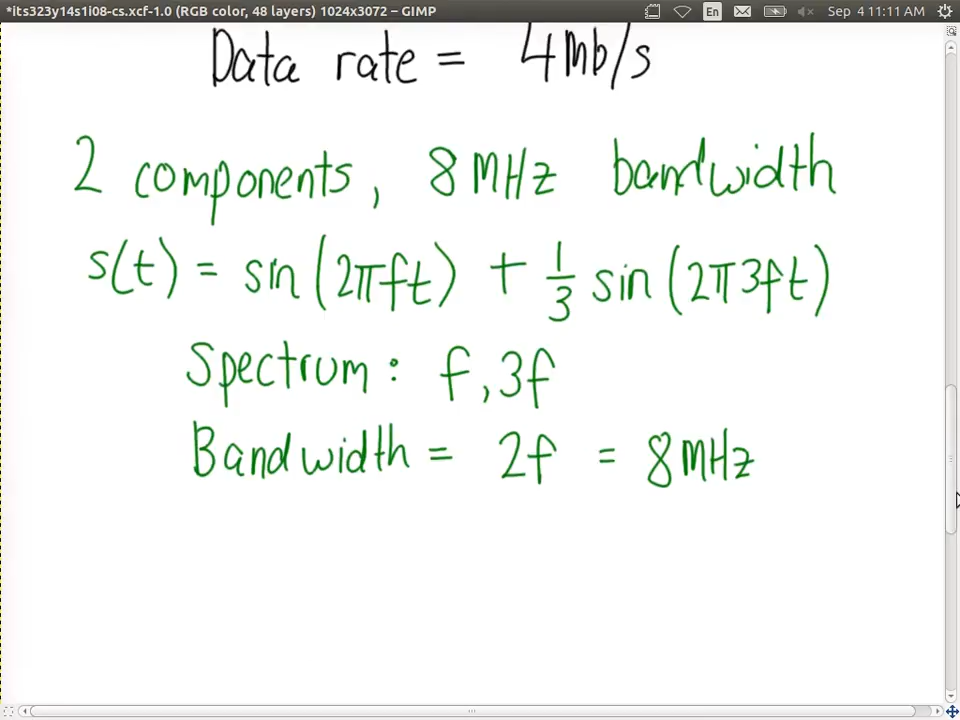 *its323y14s1i08-cs.xcf-1.0 (RGB color, 48 layers) 1024x3072 – GIMP En Sep 4 11:11 AM
Data rate = 4Mb/s
2 components, 8MHz bandwidth
s(t) = sin(2πft) + 1/3 sin(2π3ft)
Spectrum: f, 3f
Bandwidth = 2f = 8MHz